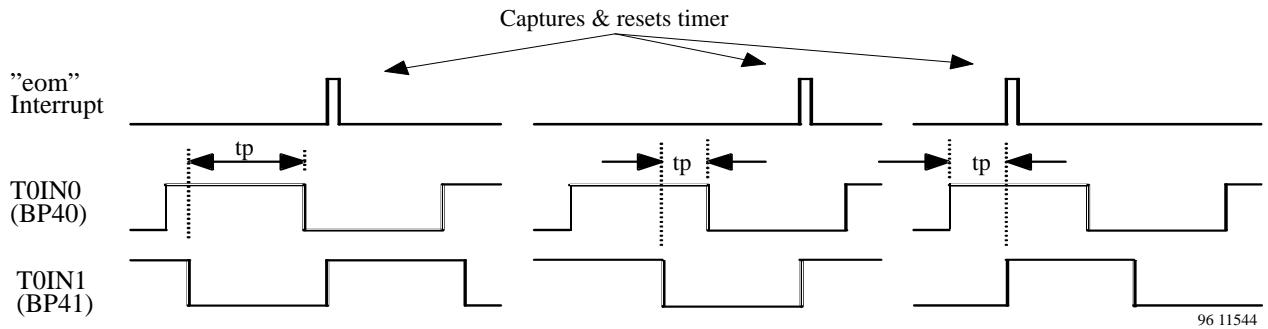 Captures & resets timer
”eom”
Interrupt
tp
tp
tp
T0IN0
(BP40)
T0IN1
(BP41)
96 11544